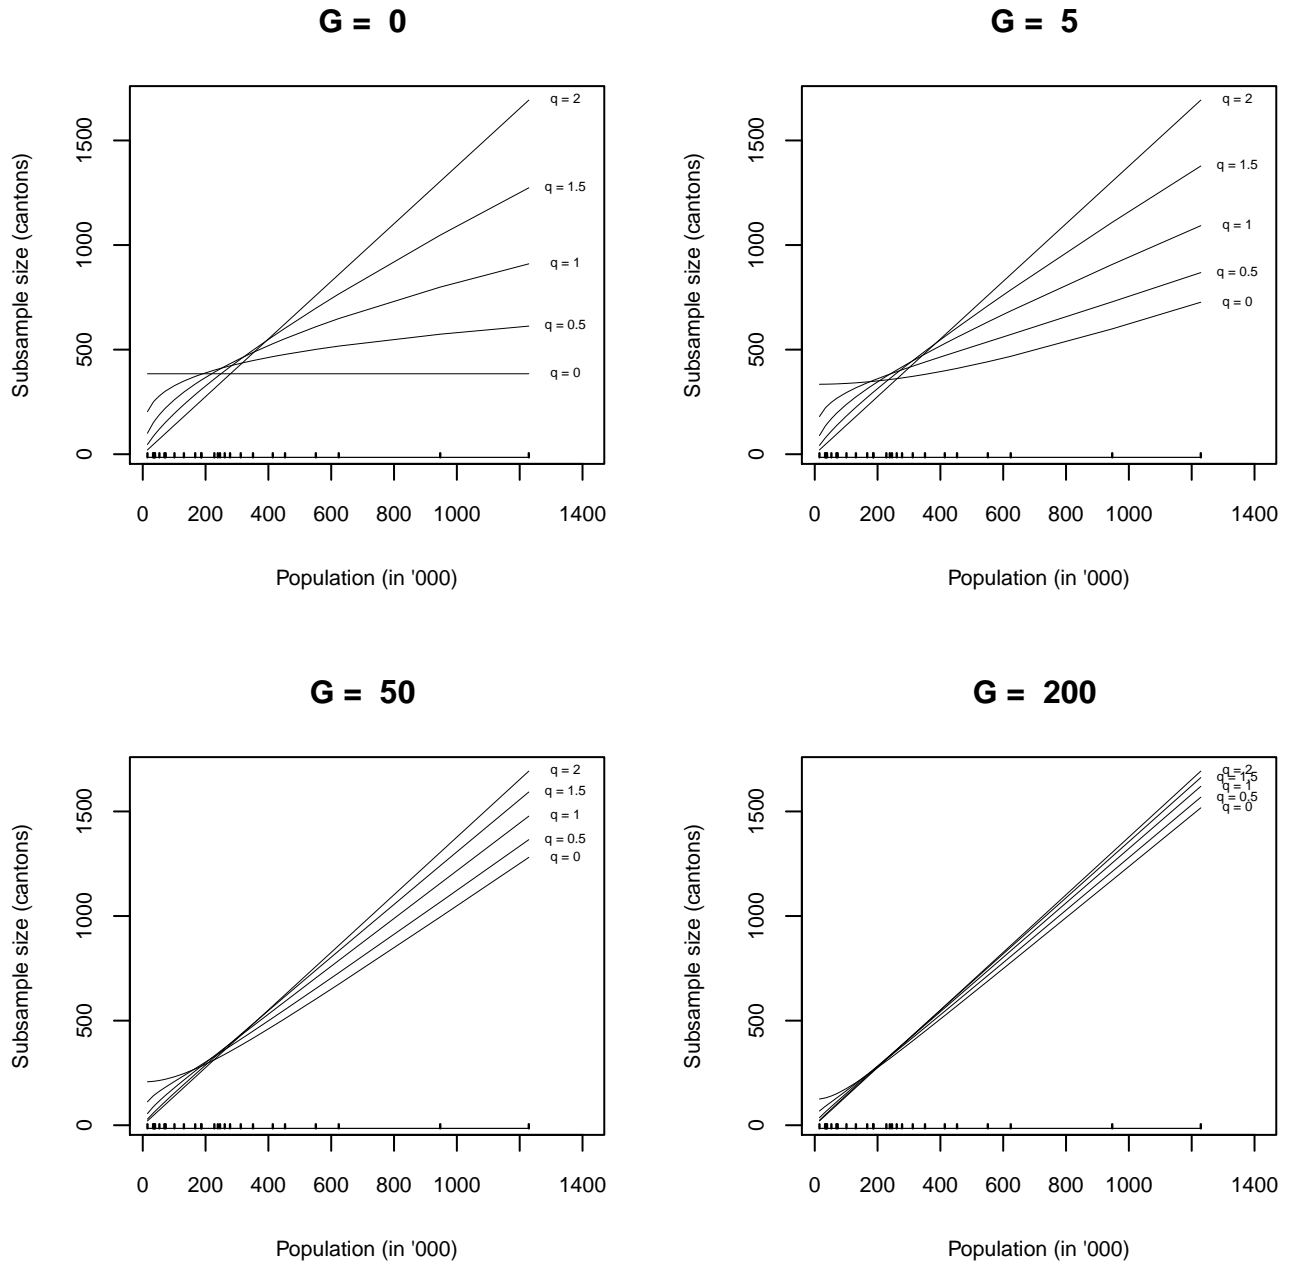 G = 0
q = 2
q = 1.5
q = 1
q = 0.5
q = 0
Subsample size (cantons)
0 500 1000 1500
0 200 400 600 800 1000 1400
Population (in '000)
G = 5
q = 2
q = 1.5
q = 1
q = 0.5
q = 0
Subsample size (cantons)
0 500 1000 1500
0 200 400 600 800 1000 1400
Population (in '000)
G = 50
q = 2
q = 1.5
q = 1
q = 0.5
q = 0
Subsample size (cantons)
0 500 1000 1500
0 200 400 600 800 1000 1400
Population (in '000)
G = 200
q = 2
q = 1.5
q = 1
q = 0.5
q = 0
Subsample size (cantons)
0 500 1000 1500
0 200 400 600 800 1000 1400
Population (in '000)